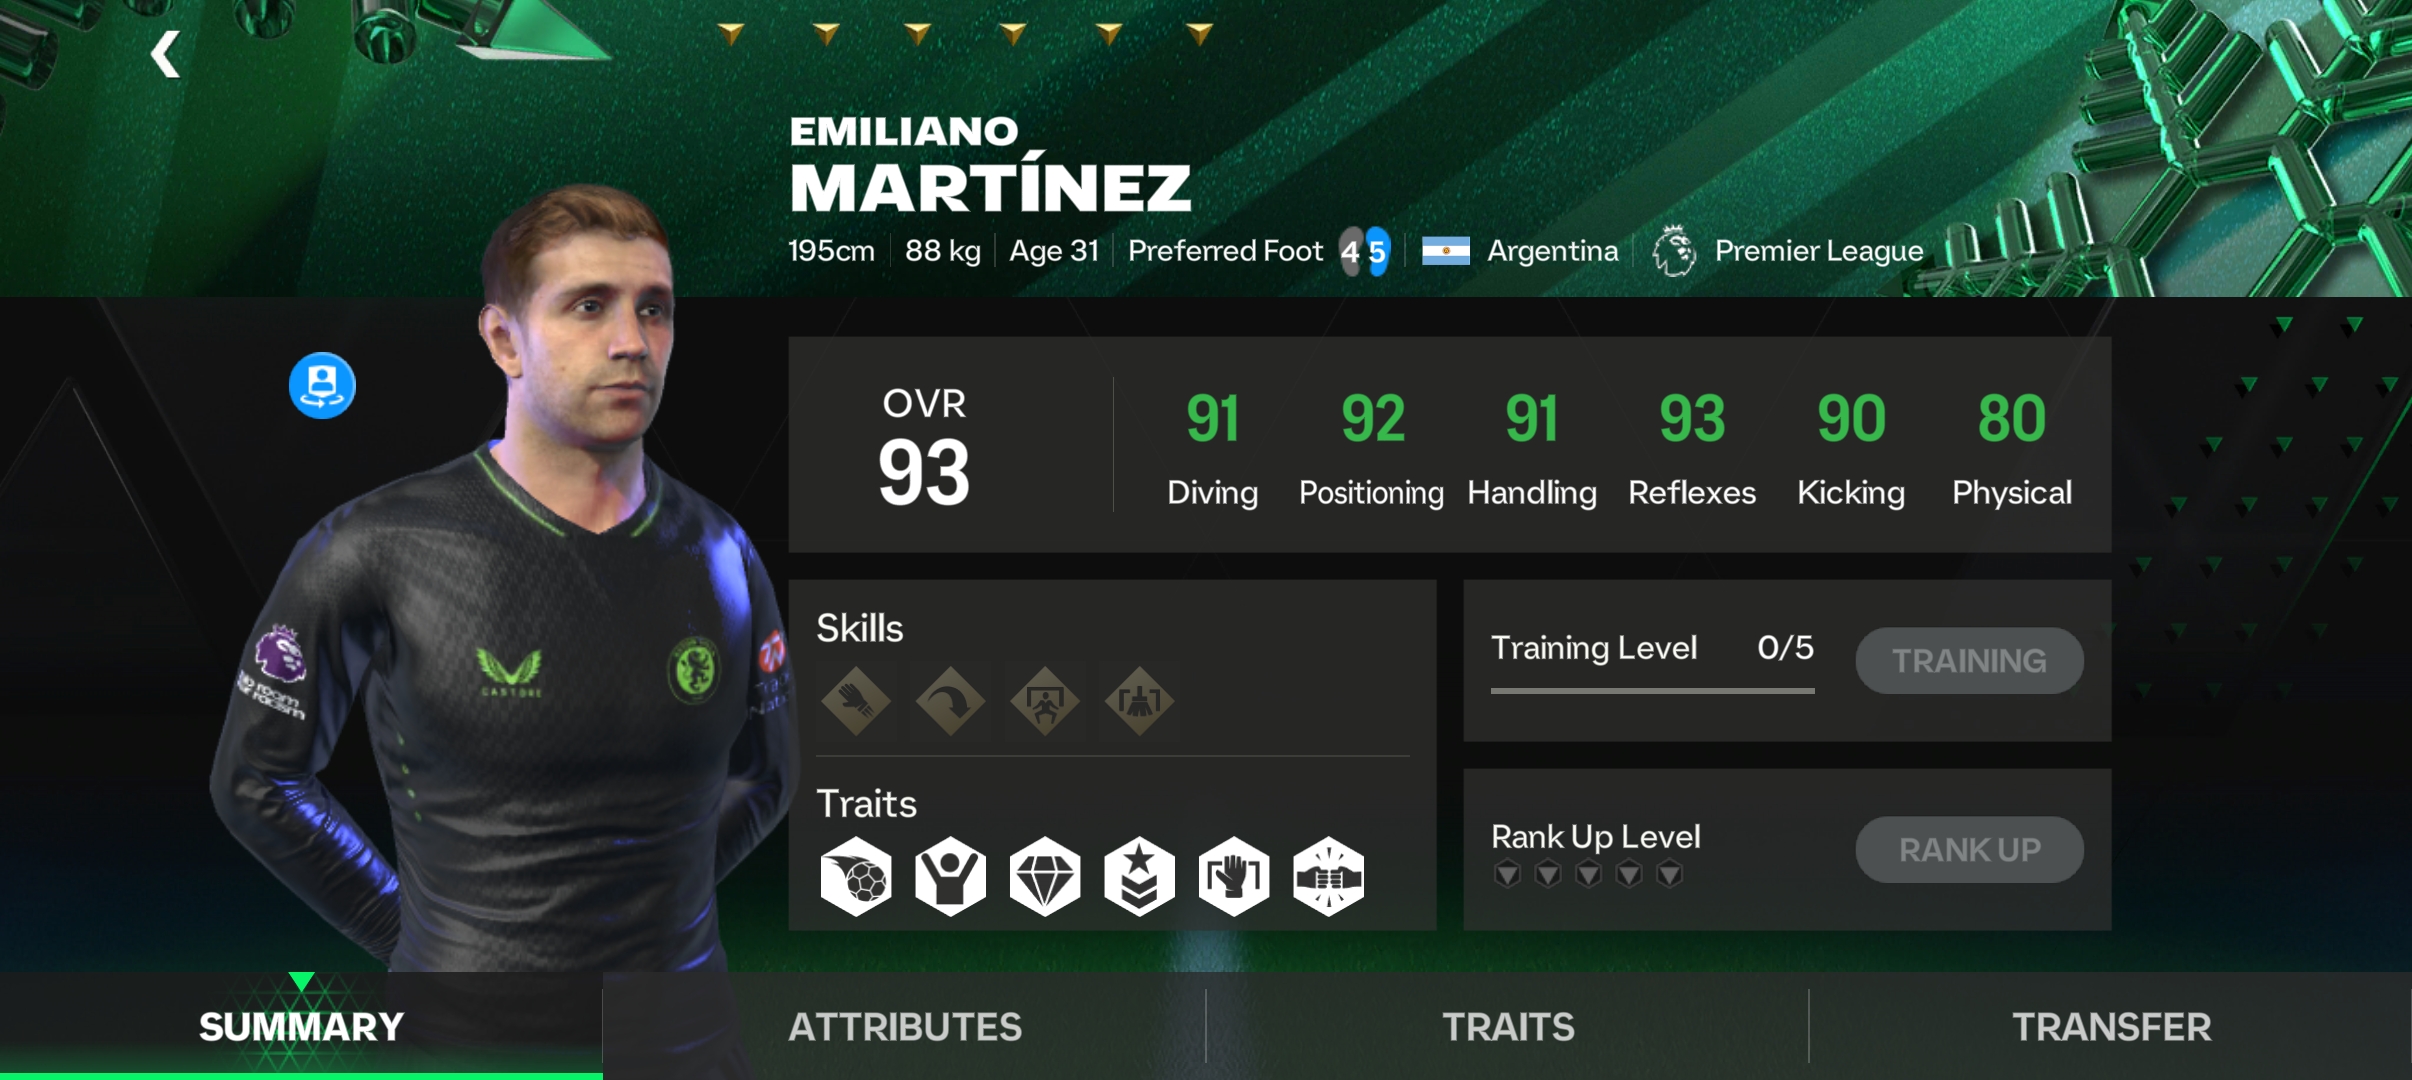 EMILIANO
MARTÍNEZ
195cm 88 kg Age 31 Preferred Foot 4 5 Argentina Premier League
OVR
93
91 92 91 93 90 80
Diving Positioning Handling Reflexes Kicking Physical
Skills
Training Level 0/5 TRAINING
CASTORE
Traits
Rank Up Level RANK UP
SUMMARY ATTRIBUTES TRAITS TRANSFER